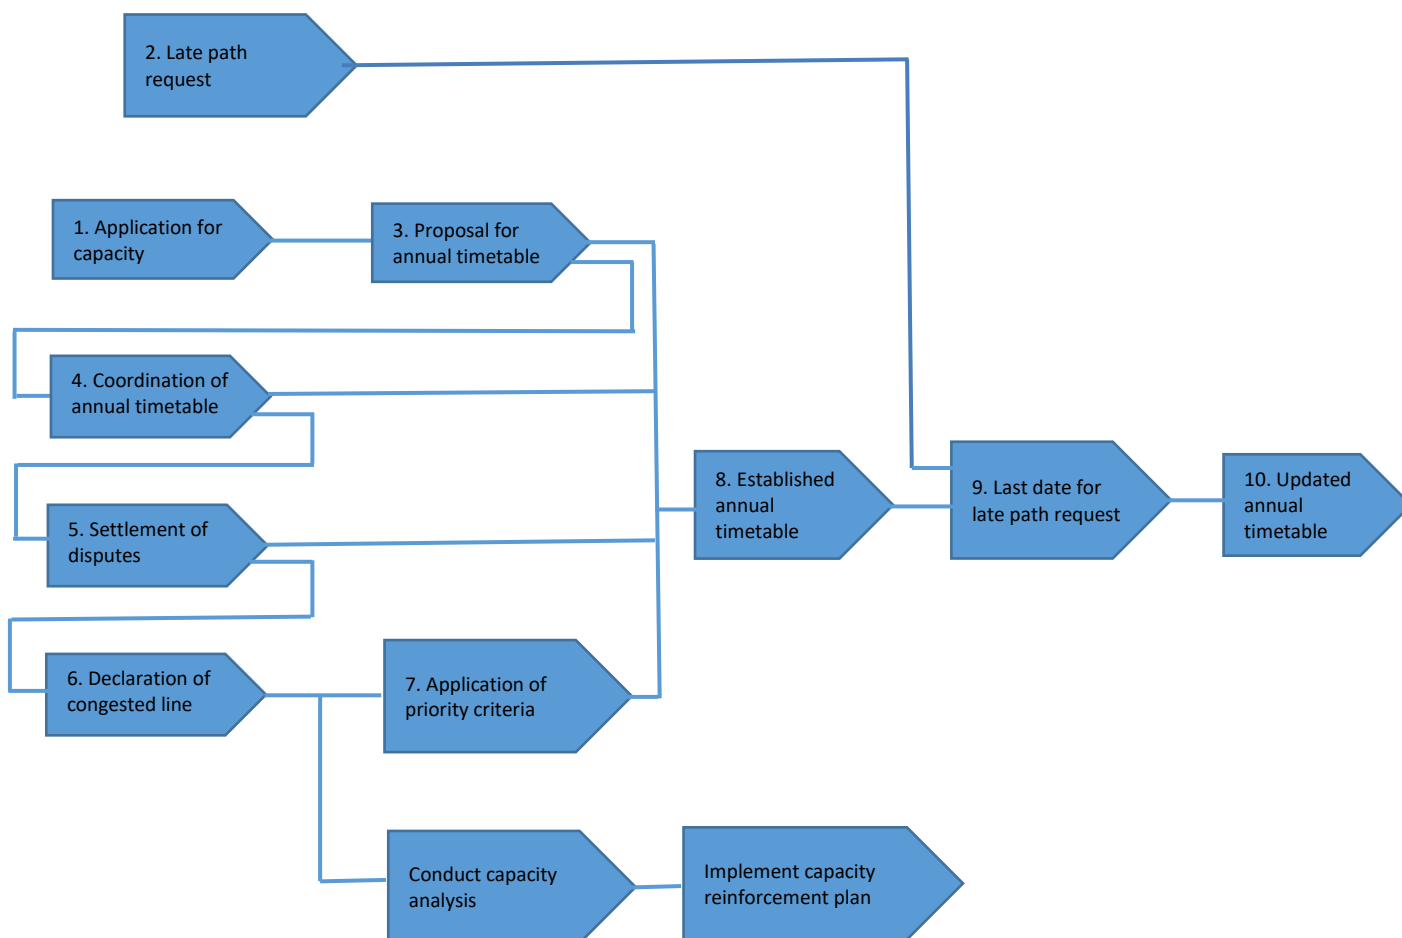 2. Late path
request
1. Application for
capacity
3. Proposal for
annual timetable
4. Coordination of
annual timetable
5. Settlement of
disputes
6. Declaration of
congested line
7. Application of
priority criteria
8. Established
annual
timetable
9. Last date for
late path request
10. Updated
annual
timetable
Conduct capacity
analysis
Implement capacity
reinforcement plan